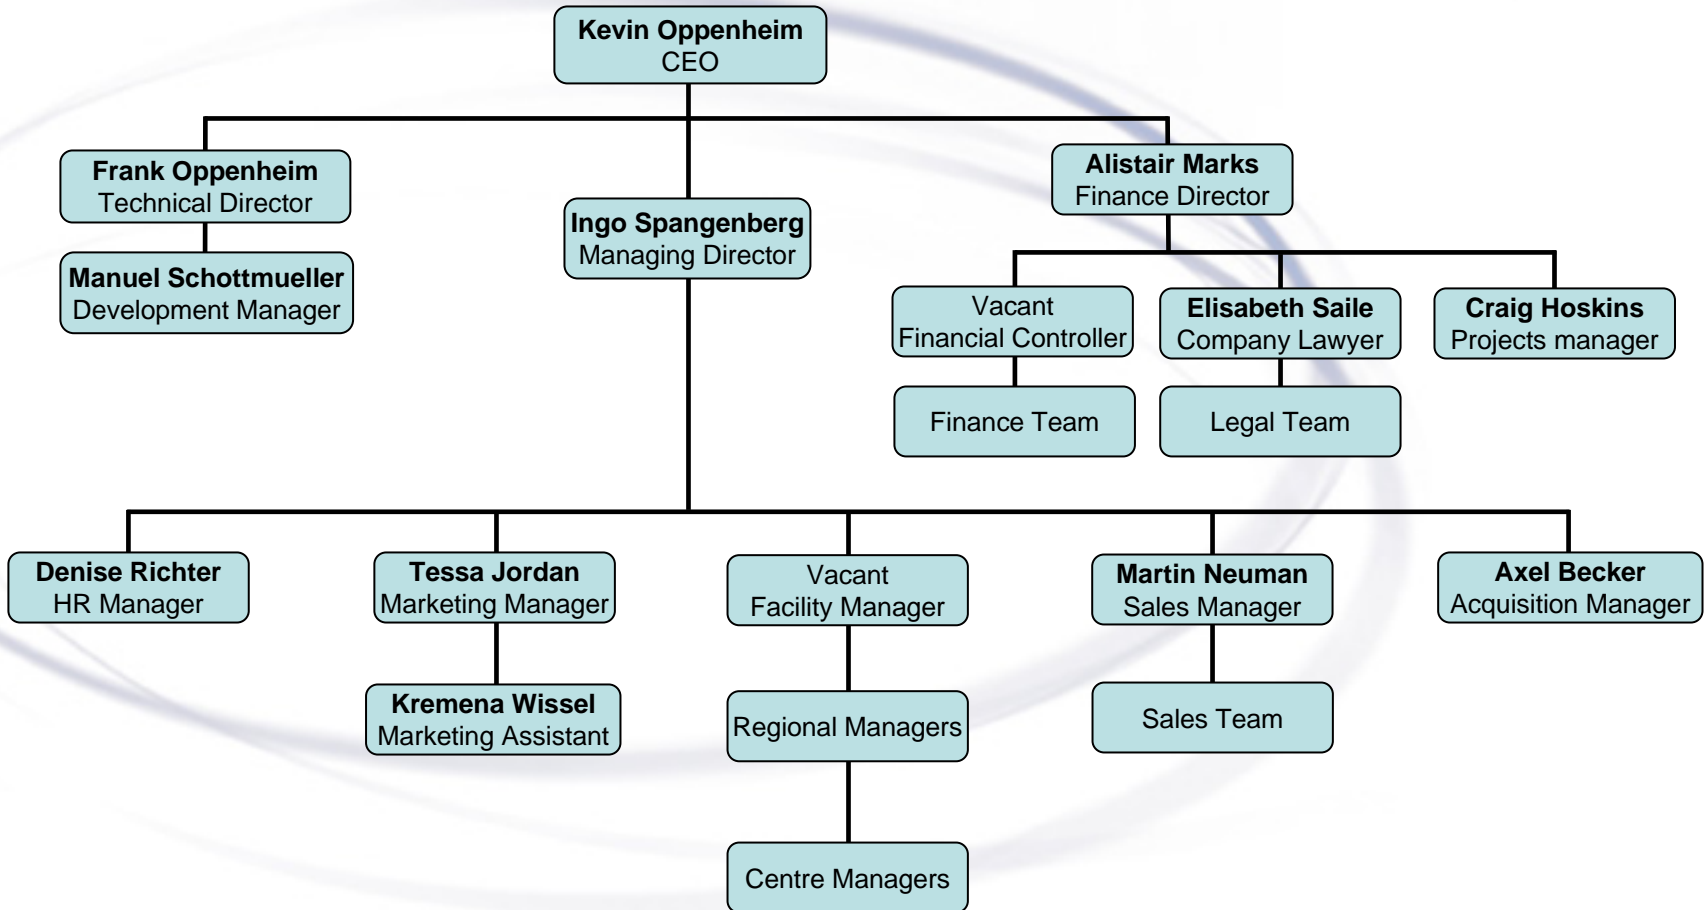 Kevin Oppenheim
CEO
Frank Oppenheim
Technical Director
Ingo Spangenberg
Managing Director
Alistair Marks
Finance Director
Manuel Schottmueller
Development Manager
Vacant
Financial Controller
Elisabeth Saile
Company Lawyer
Craig Hoskins
Projects manager
Finance Team
Legal Team
Denise Richter
HR Manager
Tessa Jordan
Marketing Manager
Vacant
Facility Manager
Martin Neuman
Sales Manager
Axel Becker
Acquisition Manager
Kremena Wissel
Marketing Assistant
Regional Managers
Sales Team
Centre Managers